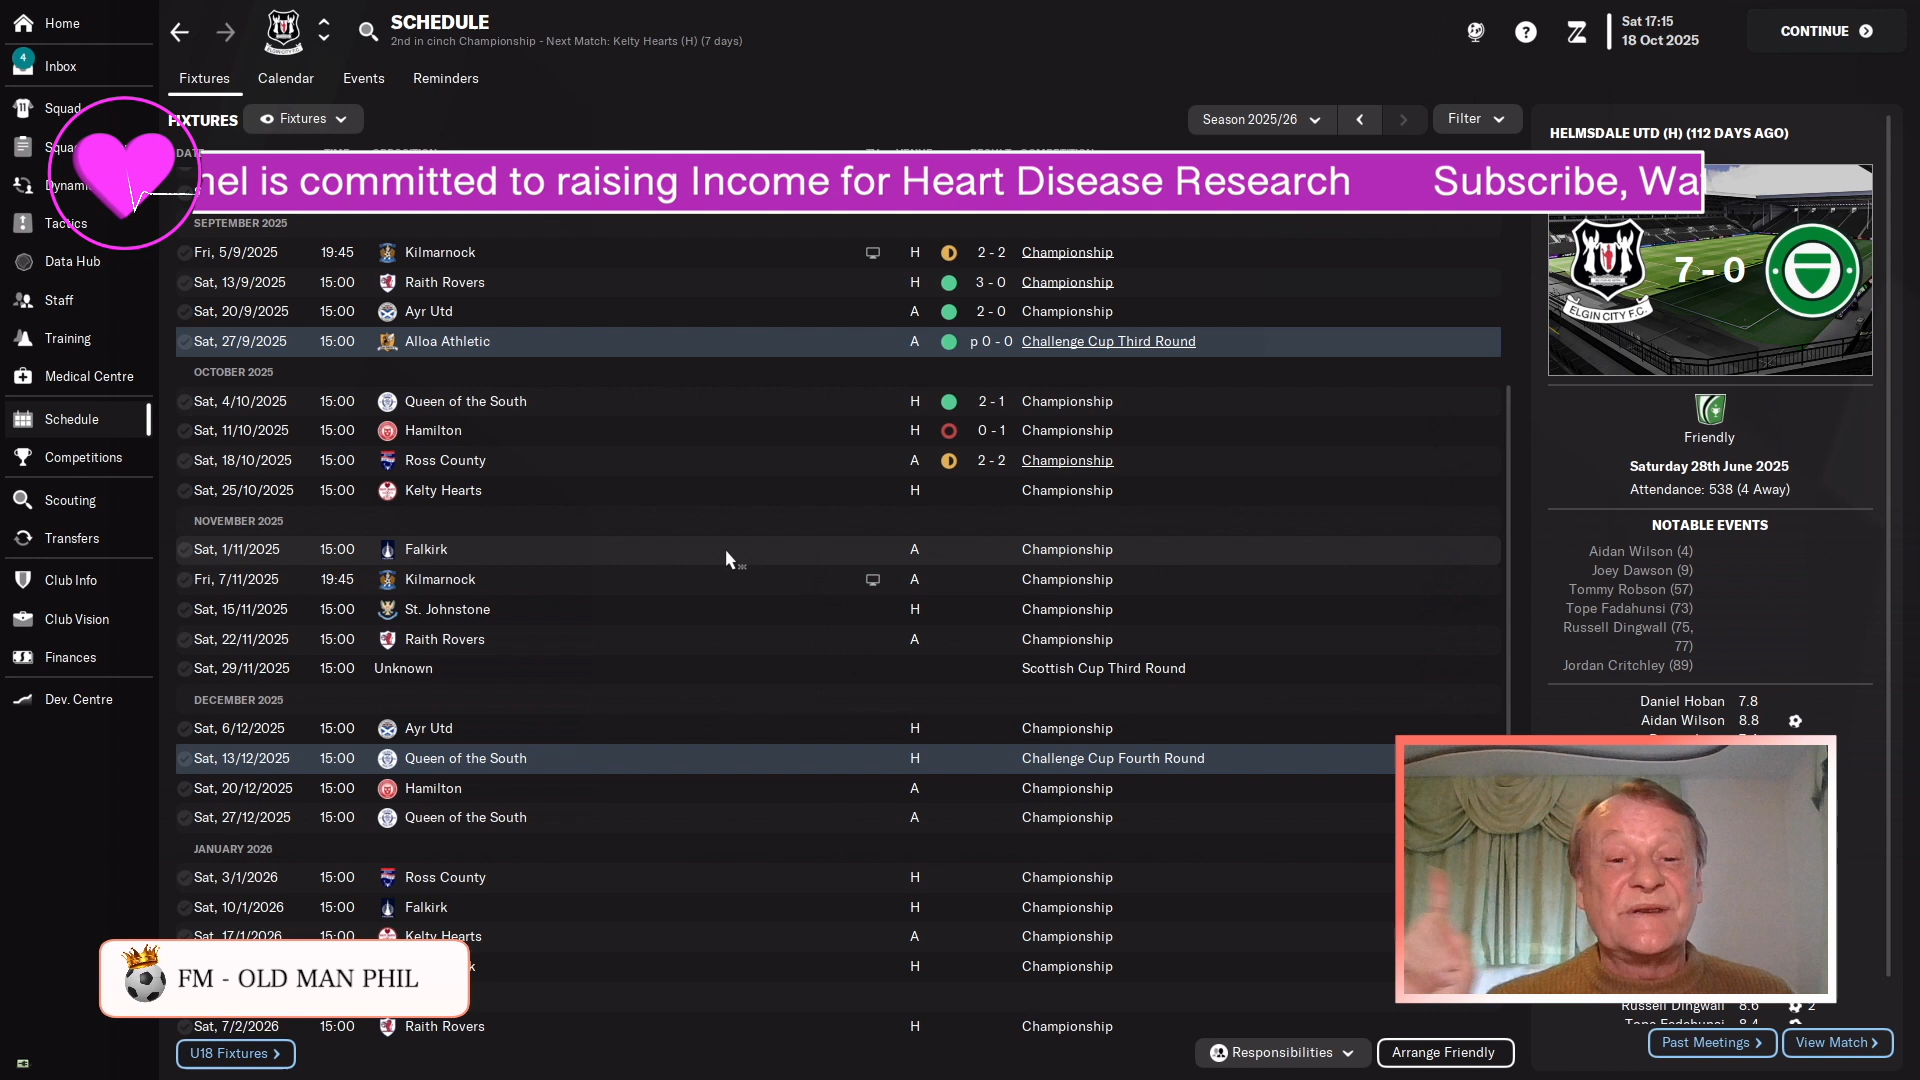 Home
SCHEDULE
2nd in cinch Championship - Next Match: Kelty Hearts (H) (7 days)
Sat 17:15
18 Oct 2025
CONTINUE
4
Inbox
Fixtures Calendar Events Reminders
Squad
FIXTURES Fixtures Season 2025/26 Filter
HELMSDALE UTD (H) (112 DAYS AGO)
is committed to raising Income for Heart Disease Research Subscribe,
Tactics
SEPTEMBER 2025
Fri, 5/9/2025 19:45 Kilmarnock H 2 - 2 Championship
Data Hub
Sat, 13/9/2025 15:00 Raith Rovers H 3 - 0 Championship
7 - 0
ELGIN CITY F.C.
Staff
Sat, 20/9/2025 15:00 Ayr Utd A 2 - 0 Championship
Training
Sat, 27/9/2025 15:00 Alloa Athletic A p 0 - 0 Challenge Cup Third Round
Medical Centre
OCTOBER 2025
Sat, 4/10/2025 15:00 Queen of the South H 2 - 1 Championship
Schedule
Sat, 11/10/2025 15:00 Hamilton H 0 - 1 Championship
Friendly
Competitions
Sat, 18/10/2025 15:00 Ross County A 2 - 2 Championship
Saturday 28th June 2025
Sat, 25/10/2025 15:00 Kelty Hearts H Championship
Attendance: 538 (4 Away)
Scouting
NOVEMBER 2025
NOTABLE EVENTS
Transfers
Sat, 1/11/2025 15:00 Falkirk A Championship
Aidan Wilson (4)
Joey Dawson (9)
Club Info
Fri, 7/11/2025 19:45 Kilmarnock A Championship
Tommy Robson (57)
Tope Fadahunsi (73)
Club Vision
Sat, 15/11/2025 15:00 St. Johnstone H Championship
Russell Dingwall (75,
77)
Sat, 22/11/2025 15:00 Raith Rovers A Championship
Finances
Sat, 29/11/2025 15:00 Unknown Scottish Cup Third Round
Jordan Critchley (89)
Dev. Centre
DECEMBER 2025
Daniel Hoban 7.8
Aidan Wilson 8.8
Sat, 6/12/2025 15:00 Ayr Utd H Championship
Sat, 13/12/2025 15:00 Queen of the South H Challenge Cup Fourth Round
Sat, 20/12/2025 15:00 Hamilton A Championship
Sat, 27/12/2025 15:00 Queen of the South A Championship
JANUARY 2026
Sat, 3/1/2026 15:00 Ross County H Championship
Sat, 10/1/2026 15:00 Falkirk H Championship
Sat, 17/1/2026 15:00 Kelty Hearts A Championship
H Championship
FM - OLD MAN PHIL
Russell Dingwall 8.6 2
Tope Fadahunsi 8.4
Sat, 7/2/2026 15:00 Raith Rovers H Championship
U18 Fixtures Responsibilities Arrange Friendly Past Meetings View Match